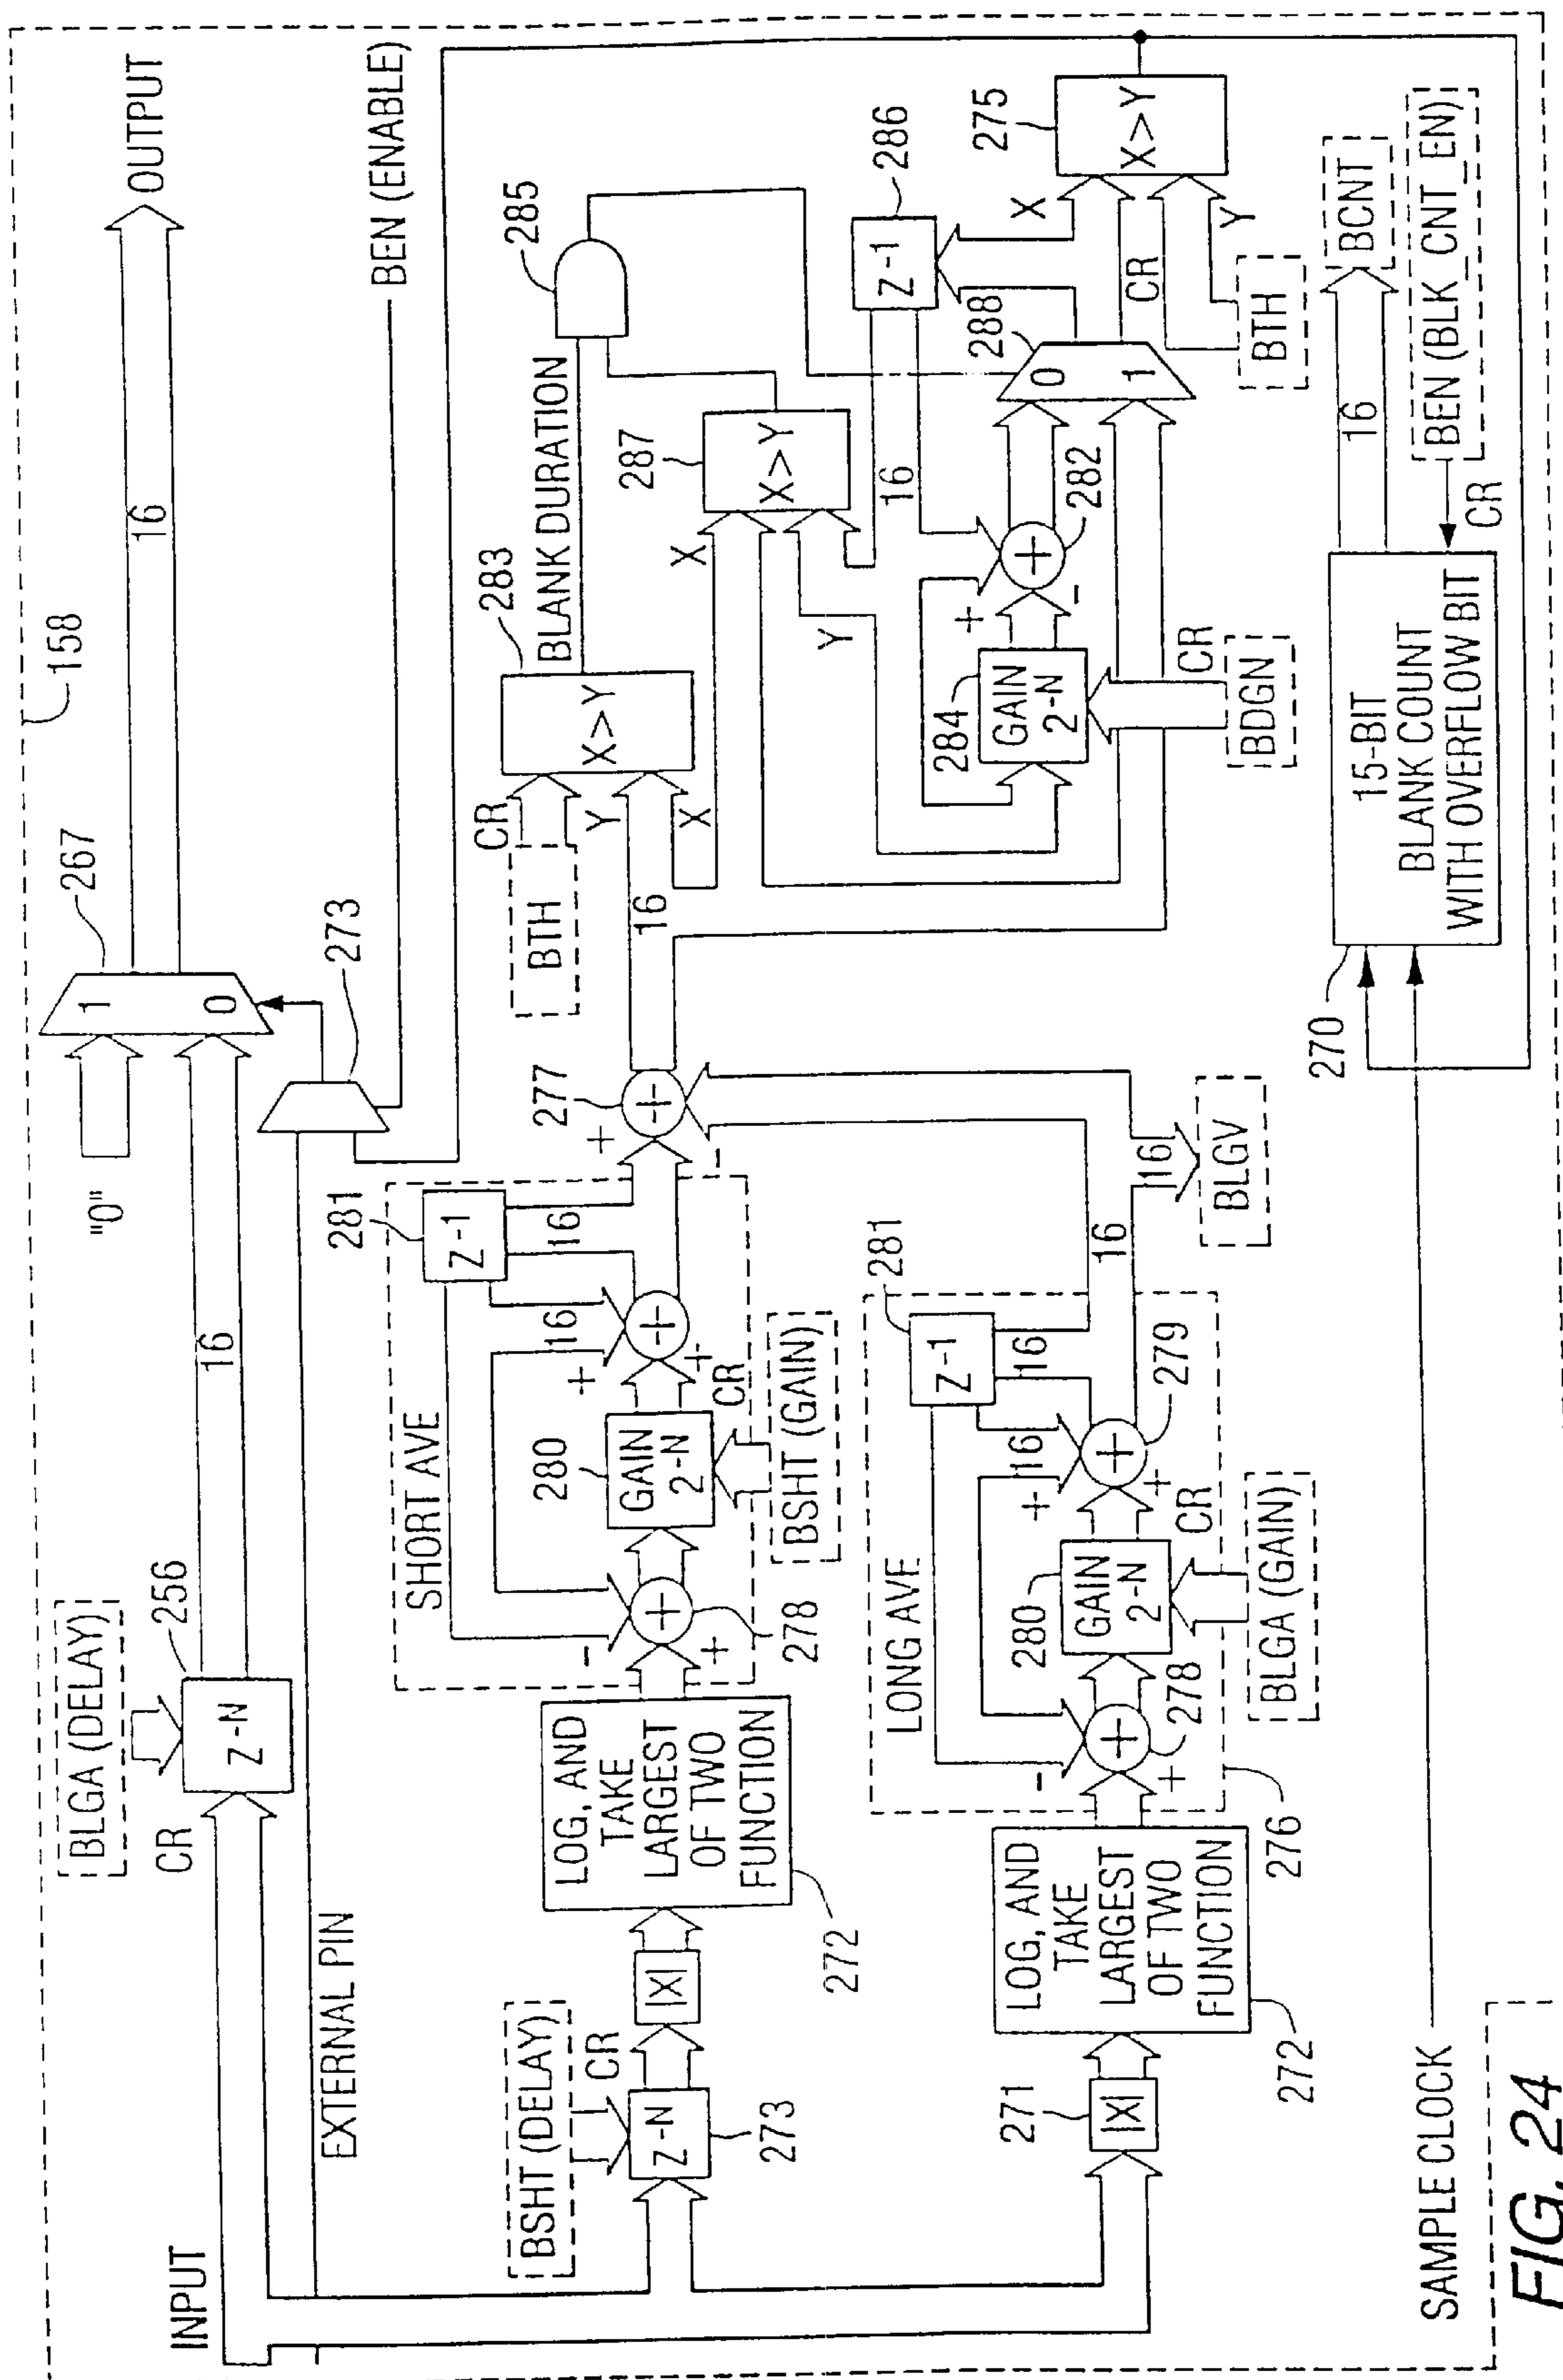 158
"0"
267
1
0
16
OUTPUT
BLGA (DELAY)
CR
256
Z-N
16
273
BEN (ENABLE)
INPUT
EXTERNAL PIN
BSHT (DELAY)
CR
Z-N
273
|X|
LOG, AND
TAKE
LARGEST
OF TWO
FUNCTION
272
SHORT AVE
281
Z-1
16
16
-
+
278
280
GAIN
2-N
+
+
CR
BSHT (GAIN)
277
+
-
16
CR
BTH
Y
X
283
X>Y
BLANK DURATION
285
287
X>Y
X
Y
286
Z-1
16
288
0
1
282
+
-
284
GAIN
2-N
CR
BDGN
275
X>Y
X
CR
Y
BTH
271
|X|
LOG, AND
TAKE
LARGEST
OF TWO
FUNCTION
272
LONG AVE
281
Z-1
16
16
-
+
278
280
GAIN
2-N
+
+
279
CR
BLGA (GAIN)
276
16
16
BLGV
270
15-BIT
BLANK COUNT
WITH OVERFLOW BIT
16
BCNT
BEN (BLK_CNT_EN)
CR
SAMPLE CLOCK
FIG. 24